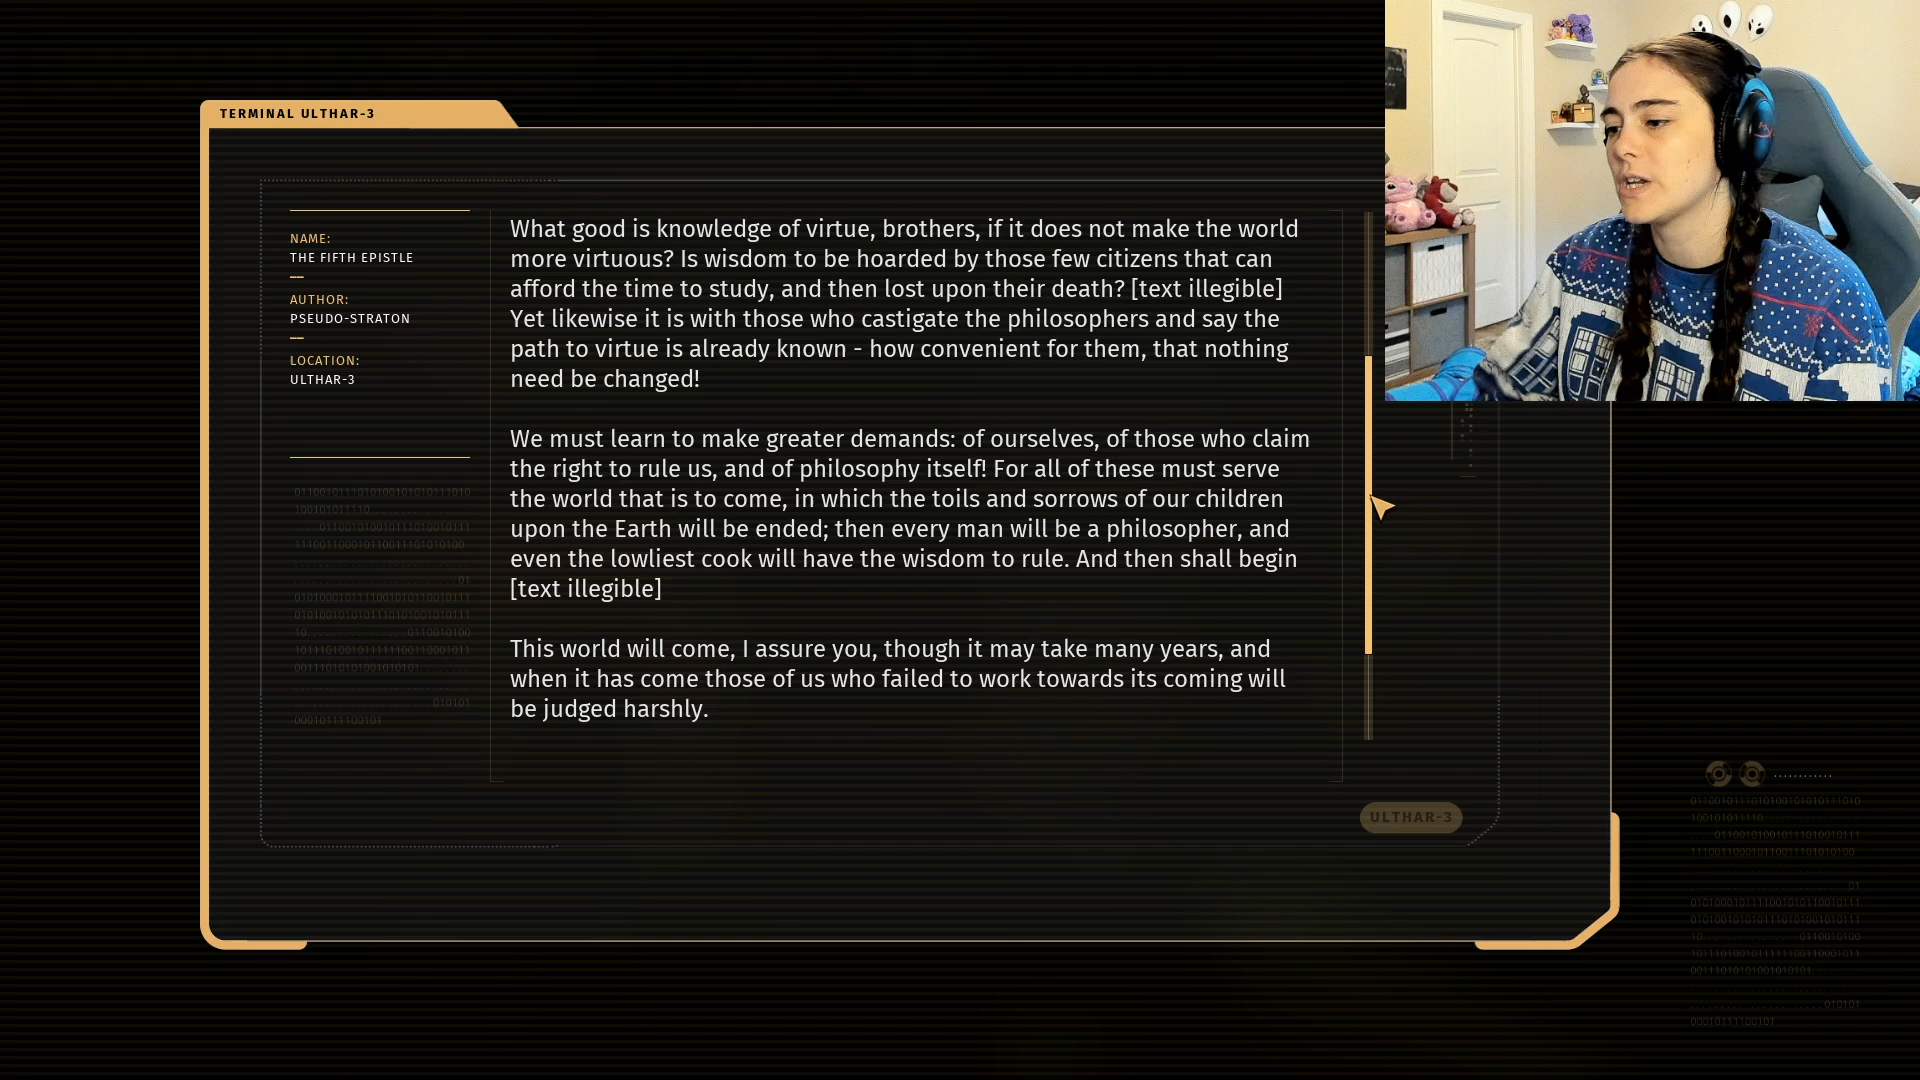 TERMINAL ULTHAR-3
NAME:
THE FIFTH EPISTLE
AUTHOR:
PSEUDO-STRATON
LOCATION:
ULTHAR-3
What good is knowledge of virtue, brothers, if it does not make the world
more virtuous? Is wisdom to be hoarded by those few citizens that can
afford the time to study, and then lost upon their death? [text illegible]
Yet likewise it is with those who castigate the philosophers and say the
path to virtue is already known - how convenient for them, that nothing
need be changed!
We must learn to make greater demands: of ourselves, of those who claim
the right to rule us, and of philosophy itself! For all of these must serve
the world that is to come, in which the toils and sorrows of our children
upon the Earth will be ended; then every man will be a philosopher, and
even the lowliest cook will have the wisdom to rule. And then shall begin
[text illegible]
This world will come, I assure you, though it may take many years, and
when it has come those of us who failed to work towards its coming will
be judged harshly.
ULTHAR-3